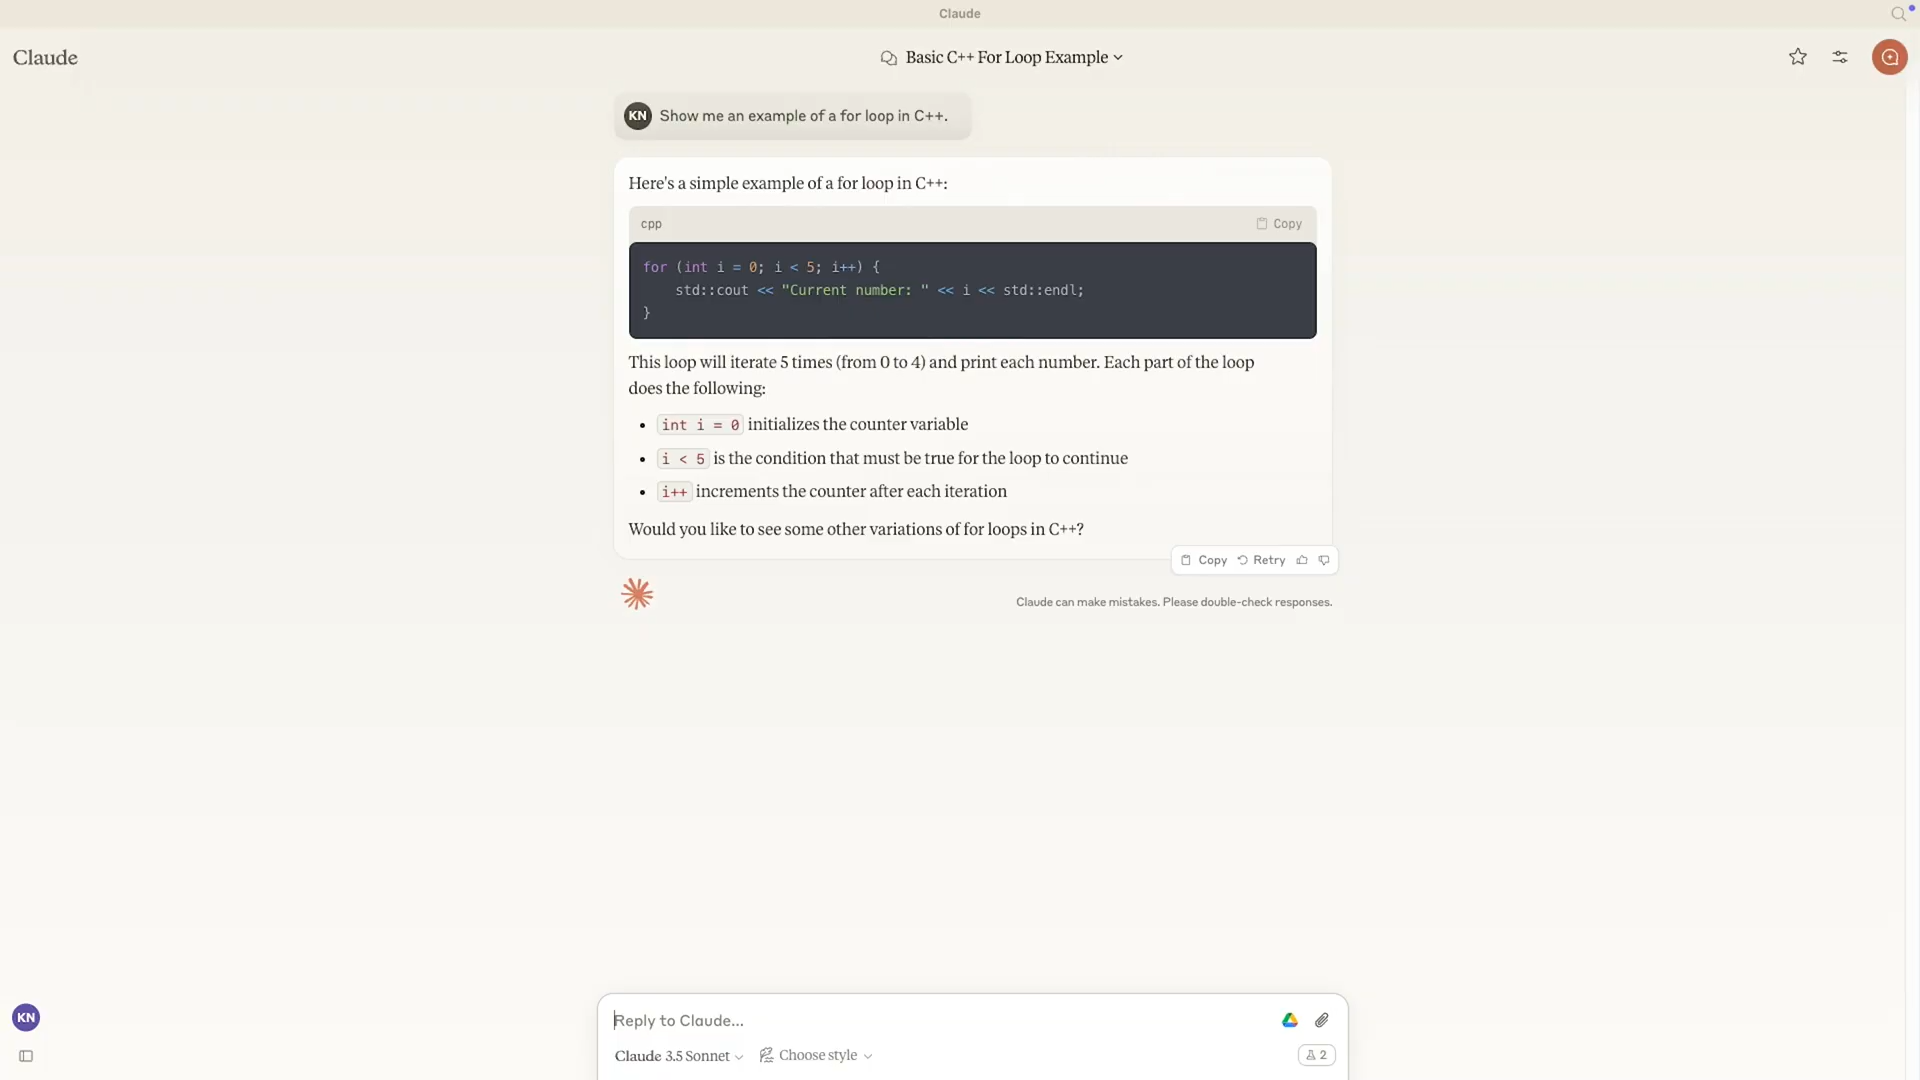 Claude
Claude
Basic C++ For Loop Example
KN Show me an example of a for loop in C++.
Here's a simple example of a for loop in C++:
cpp
Copy
for (int i = 0; i < 5; i++) {
    std::cout << "Current number: " << i << std::endl;
}
This loop will iterate 5 times (from 0 to 4) and print each number. Each part of the loop
does the following:
• int i = 0 initializes the counter variable
• i < 5 is the condition that must be true for the loop to continue
• i++ increments the counter after each iteration
Would you like to see some other variations of for loops in C++?
Copy Retry
Claude can make mistakes. Please double-check responses.
KN
Reply to Claude...
Claude 3.5 Sonnet Choose style 2